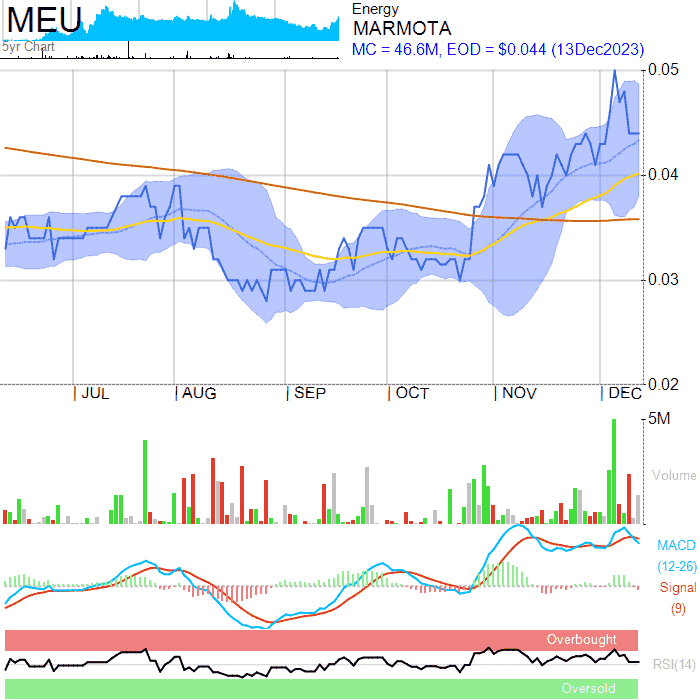 MEU
5yr Chart
Energy
MARMOTA
MC = 46.6M, EOD = $0.044 (13Dec2023)
0.05
0.04
0.03
0.02
| JUL | AUG | SEP | OCT | NOV | DEC
5M
Volume
MACD
(12-26)
Signal
(9)
Overbought
RSI(14)
Oversold